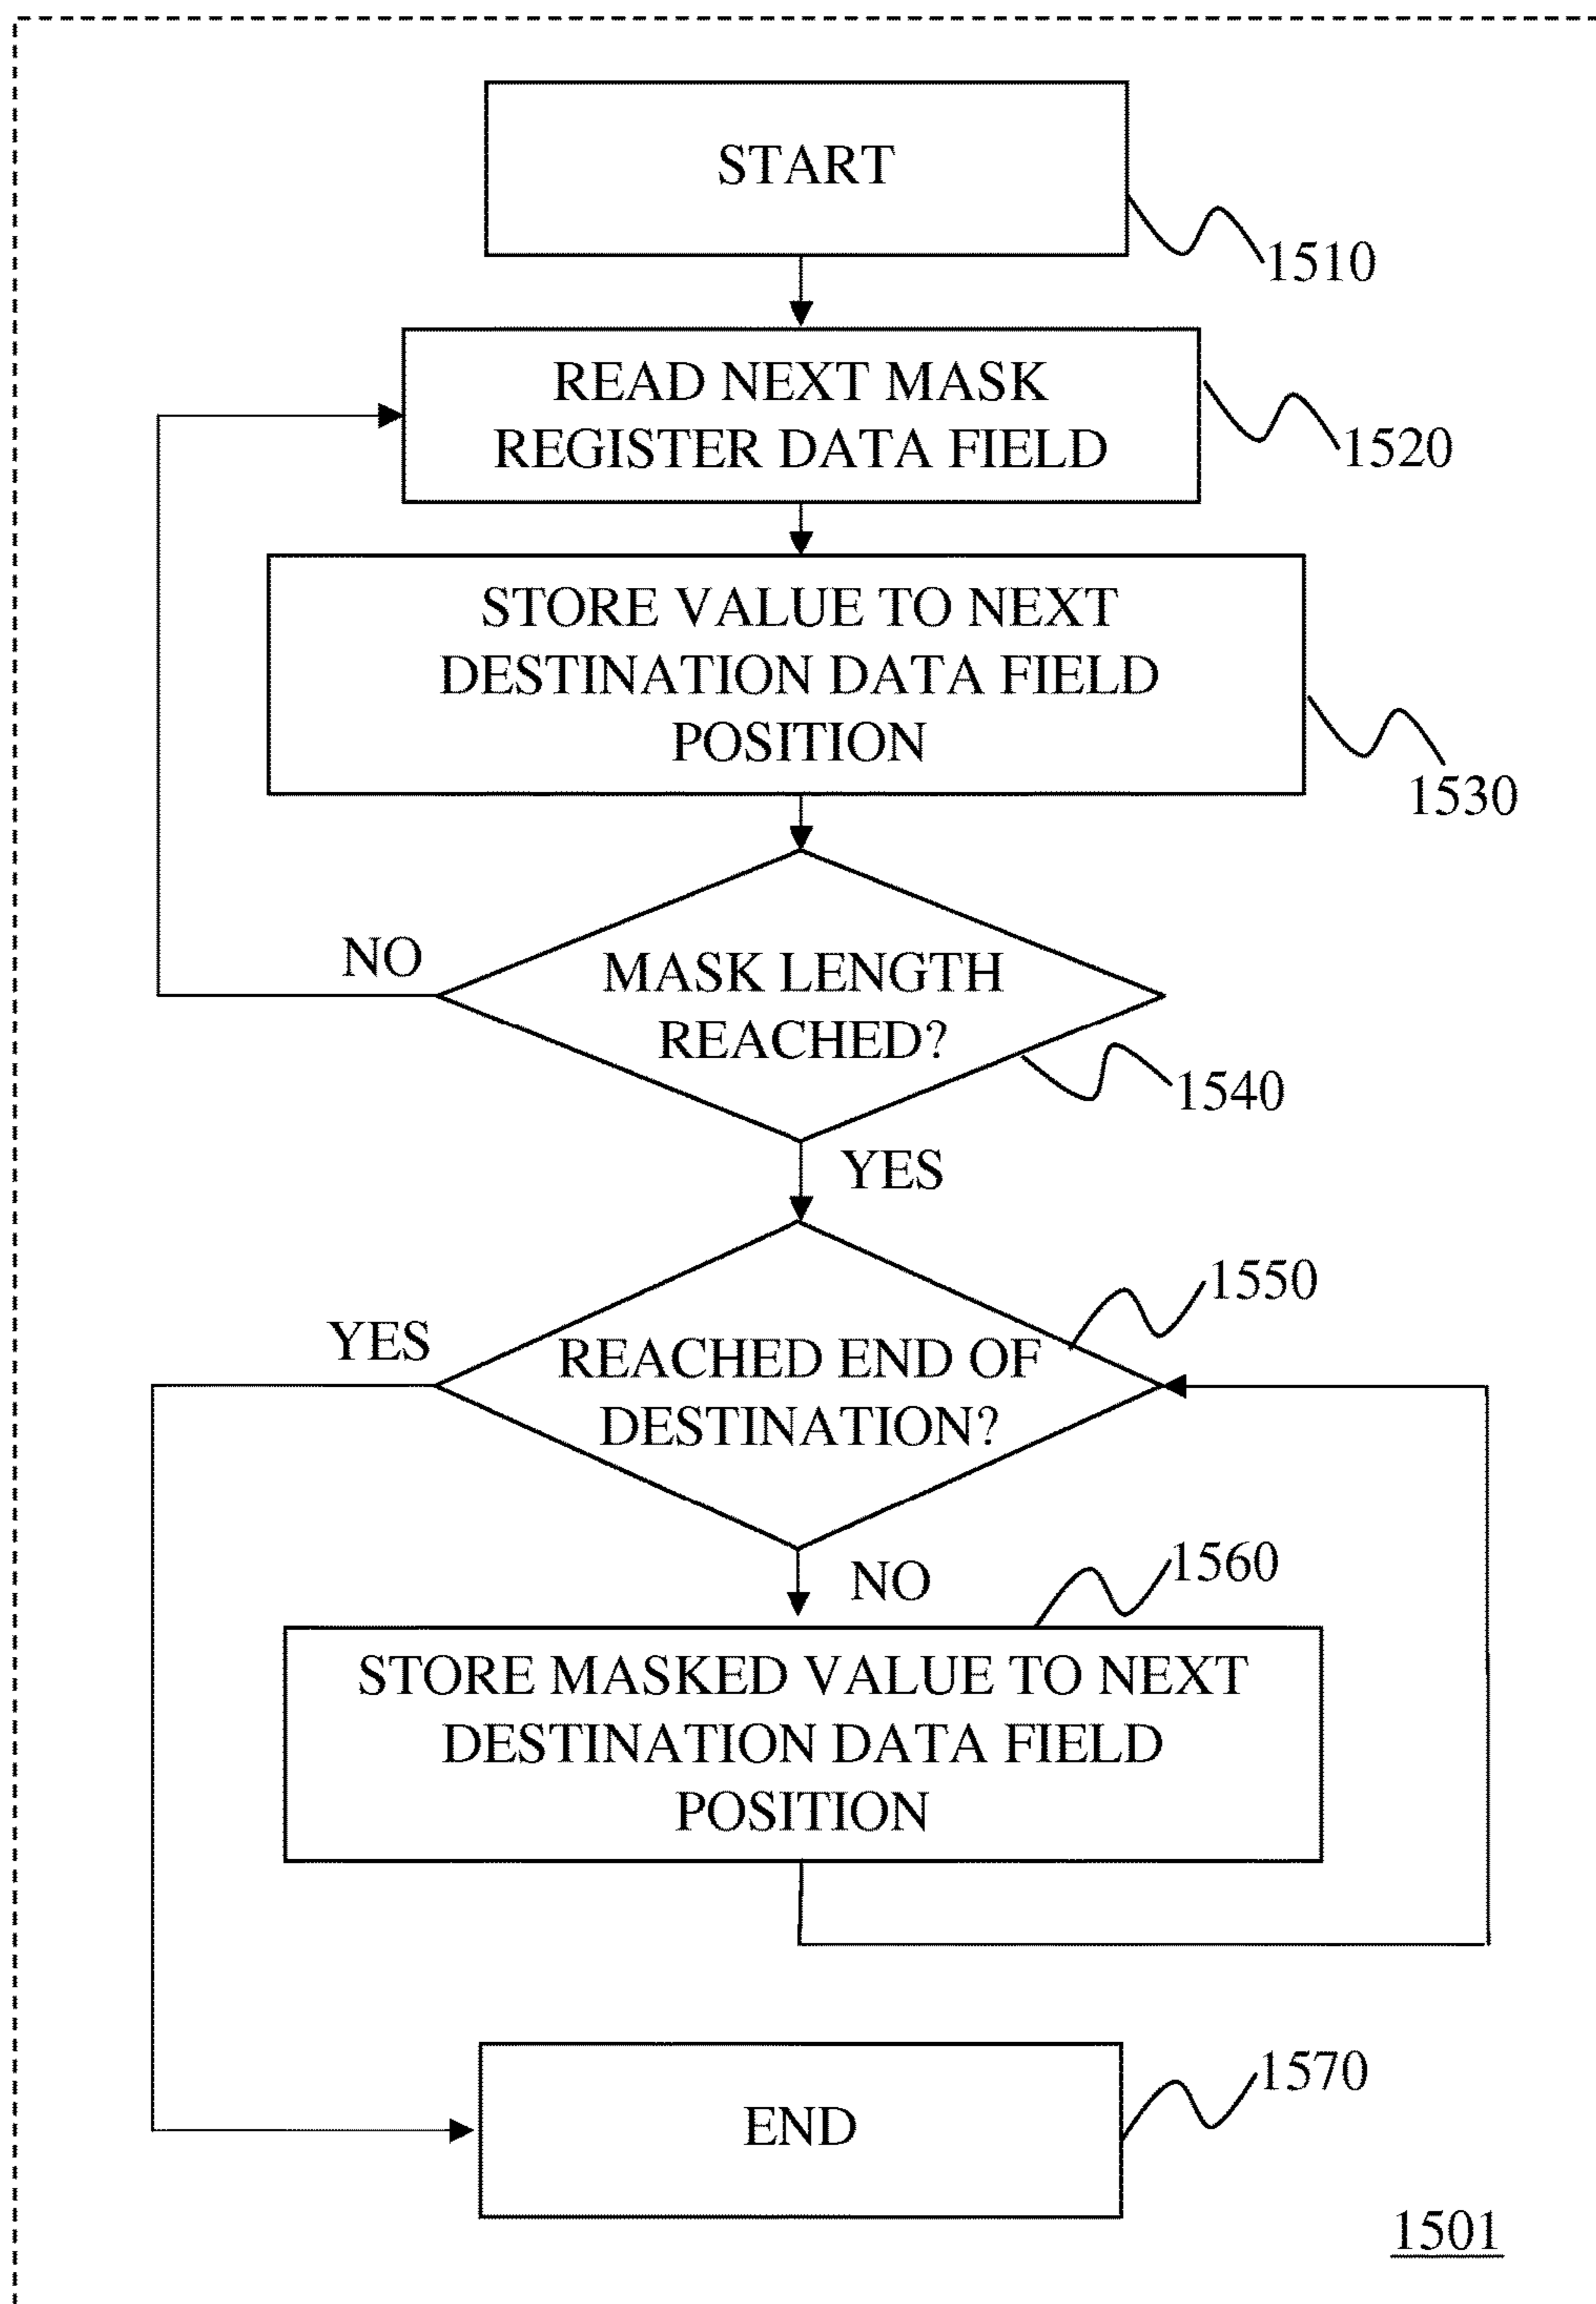 START
1510
READ NEXT MASK
REGISTER DATA FIELD
1520
STORE VALUE TO NEXT
DESTINATION DATA FIELD
POSITION
1530
NO
MASK LENGTH
REACHED?
1540
YES
1550
YES
REACHED END OF
DESTINATION?
NO
1560
STORE MASKED VALUE TO NEXT
DESTINATION DATA FIELD
POSITION
1570
END
1501